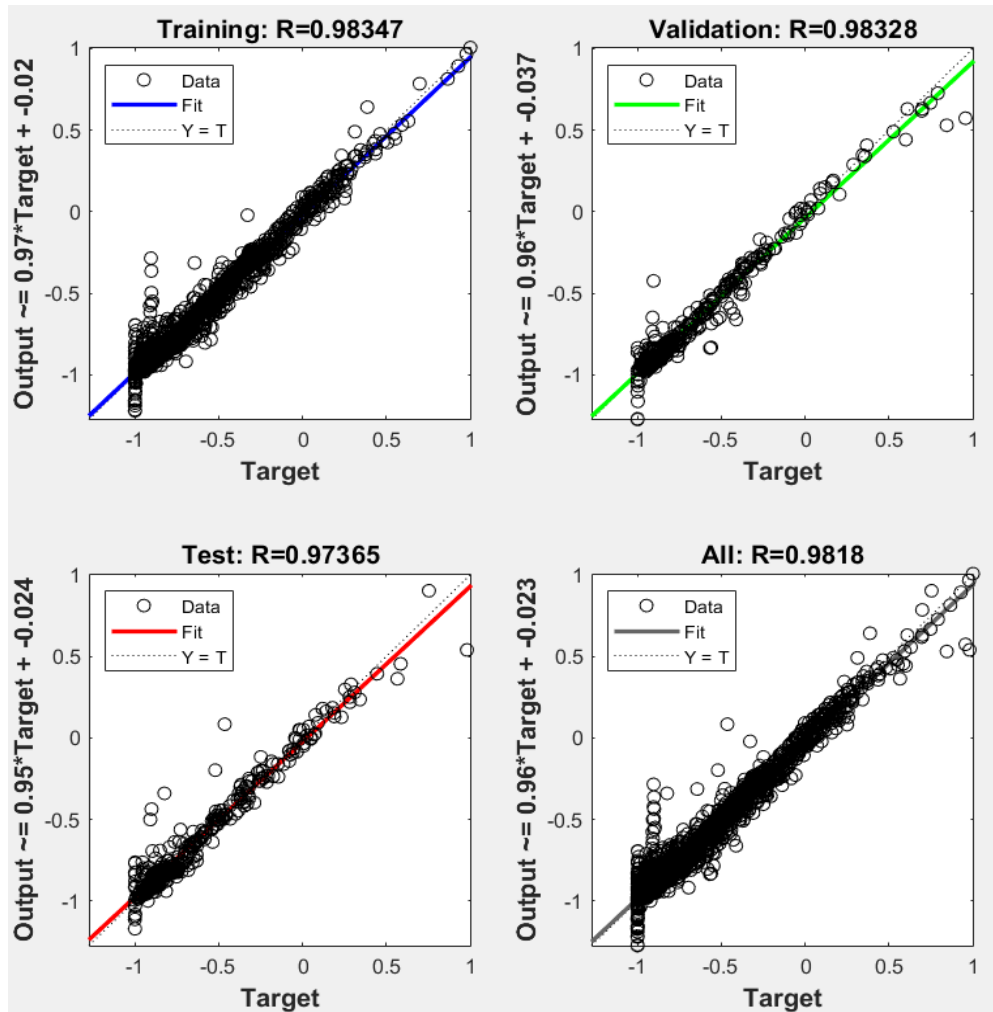 Training: R=0.98347
Output ~= 0.97*Target + -0.02
1
0.5
0
-0.5
-1
Data
Fit
Y = T
-1
-0.5
0
0.5
1
Target
Validation: R=0.98328
Output ~= 0.96*Target + -0.037
1
0.5
0
-0.5
-1
Data
Fit
Y = T
-1
-0.5
0
0.5
1
Target
Test: R=0.97365
Output ~= 0.95*Target + -0.024
1
0.5
0
-0.5
-1
Data
Fit
Y = T
-1
-0.5
0
0.5
1
Target
All: R=0.9818
Output ~= 0.96*Target + -0.023
1
0.5
0
-0.5
-1
Data
Fit
Y = T
-1
-0.5
0
0.5
1
Target